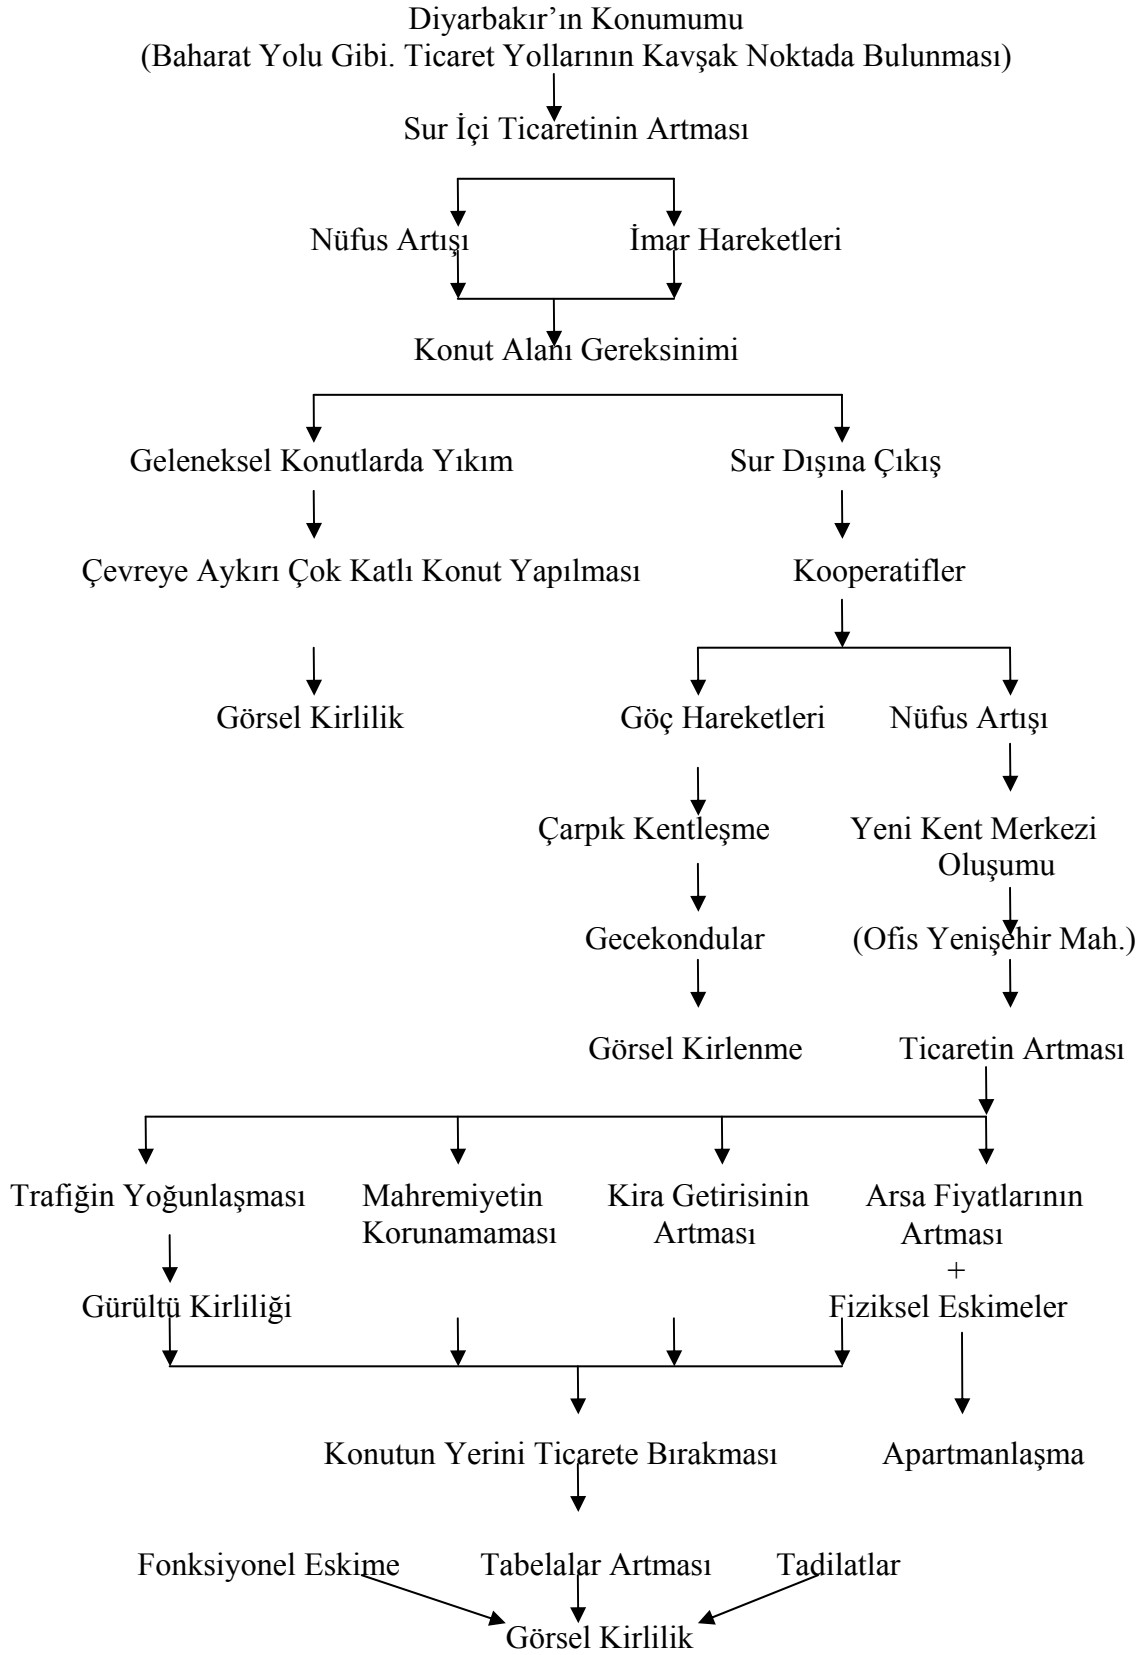 Diyarbakır’ın Konumumu
(Baharat Yolu Gibi. Ticaret Yollarının Kavşak Noktada Bulunması)
Sur İçi Ticaretinin Artması
Nüfus Artışı
İmar Hareketleri
Konut Alanı Gereksinimi
Geleneksel Konutlarda Yıkım
Sur Dışına Çıkış
Çevreye Aykırı Çok Katlı Konut Yapılması
Kooperatifler
Görsel Kirlilik
Göç Hareketleri
Nüfus Artışı
Çarpık Kentleşme
Yeni Kent Merkezi
Oluşumu
Gecekondular
(Ofis Yenişehir Mah.)
Görsel Kirlenme
Ticaretin Artması
Trafiğin Yoğunlaşması
Mahremiyetin
Korunamaması
Kira Getirisinin
Artması
Arsa Fiyatlarının
Artması
+
Gürültü Kirliliği
Fiziksel Eskimeler
Konutun Yerini Ticarete Bırakması
Apartmanlaşma
Fonksiyonel Eskime
Tabelalar Artması
Tadilatlar
Görsel Kirlilik